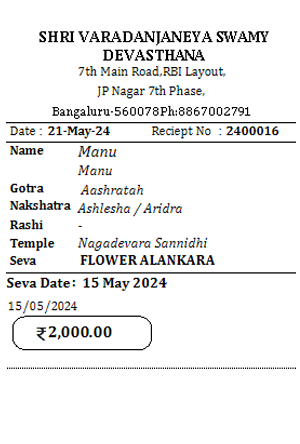 SHRI VARADANJANEYA SWAMY
DEVASTHANA
7th Main Road,RBI Layout,
JP Nagar 7th Phase,
Bangaluru-560078Ph:8867002791
Date : 21-May-24 Reciept No : 2400016
Name Manu
Manu
Gotra Aashratah
Nakshatra Ashlesha / Aridra
Rashi -
Temple Nagadevara Sannidhi
Seva FLOWER ALANKARA
Seva Date: 15 May 2024
15/05/2024
₹2,000.00